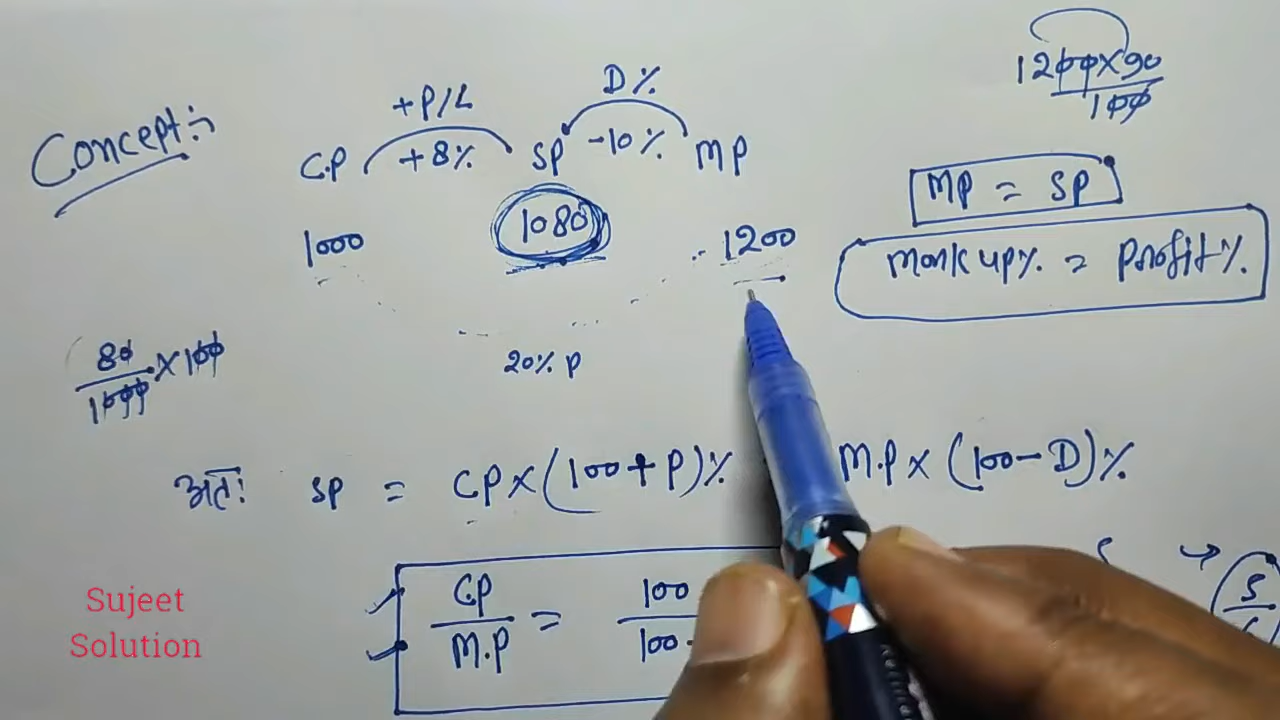 Concept:-
+P/L
D%
C.P +8% SP -10% MP
1000 1080 1200
20% P
1200×90
100
MP = SP
Markup% = Profit%
80
1000 ×100
अतः SP = CP×(100+P)% M.P×(100-D)%
CP
M.P = 100
100-
Sujeet
Solution